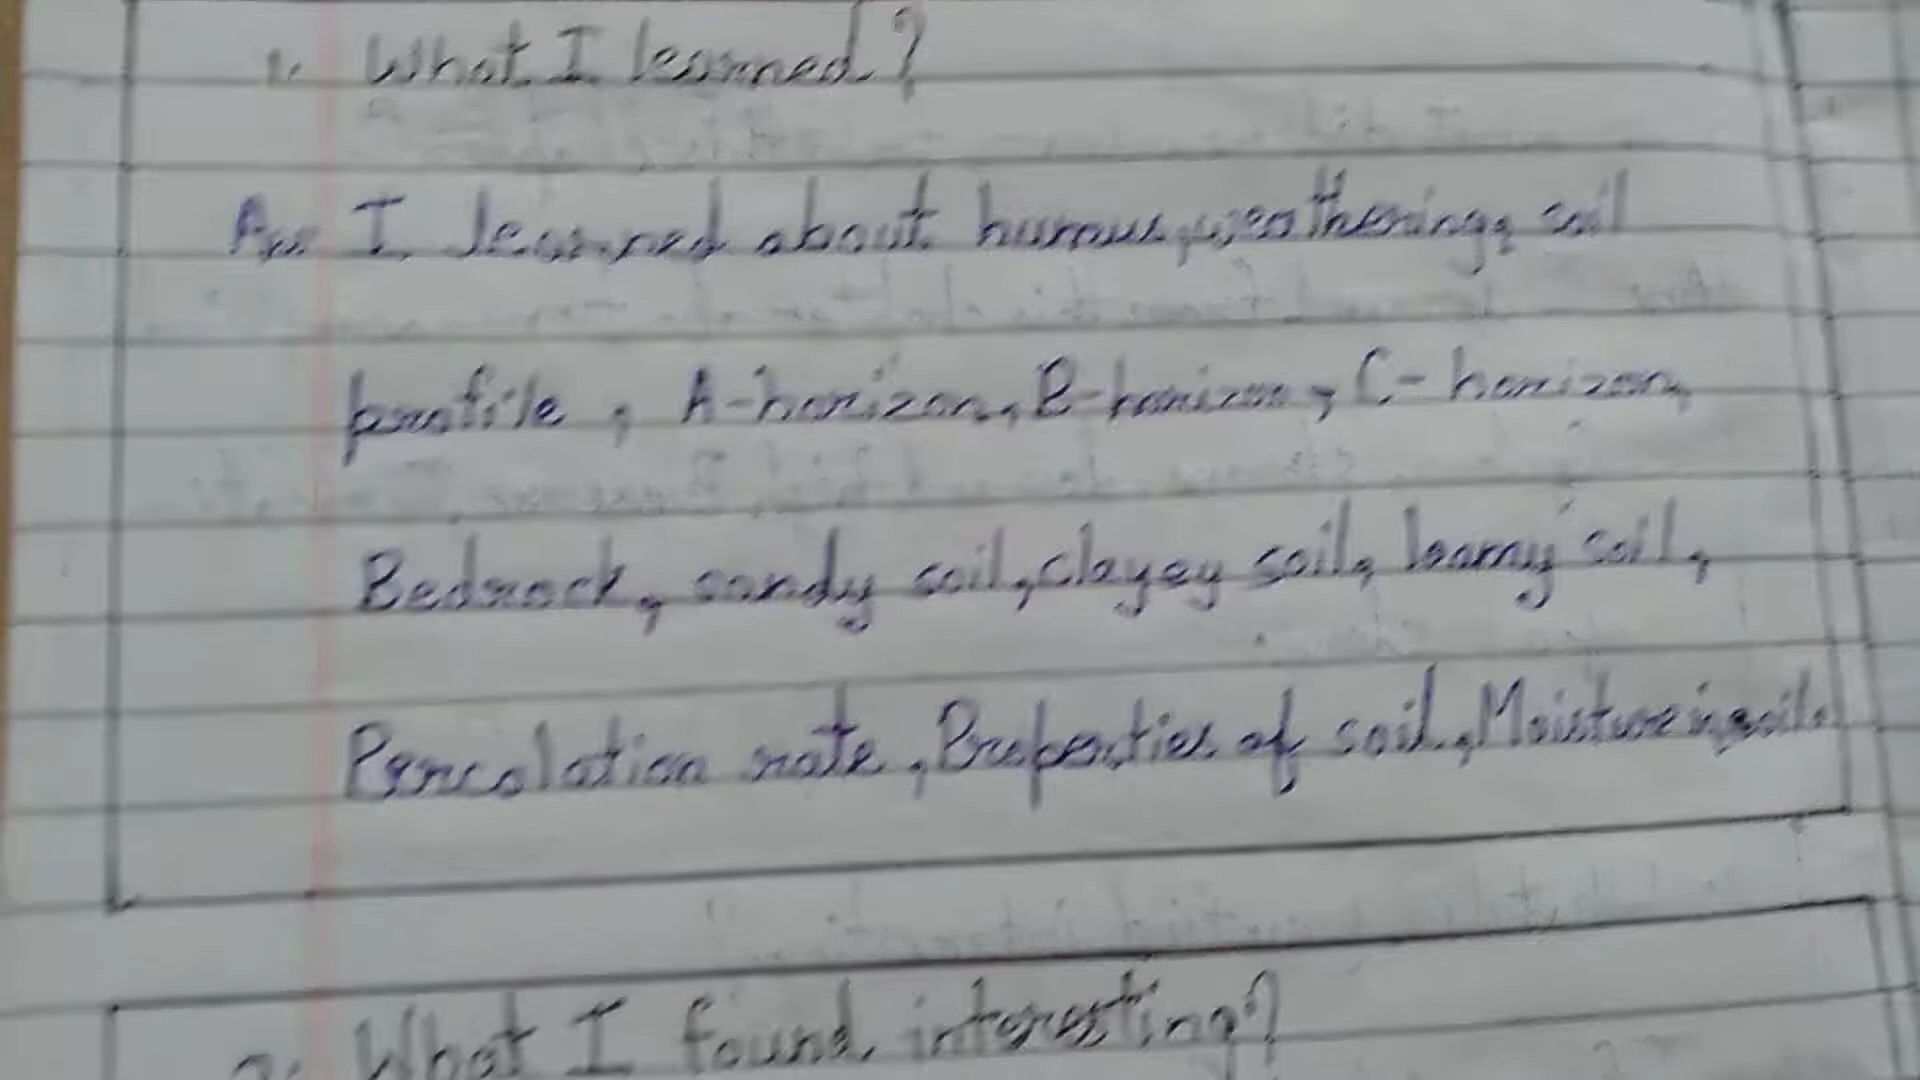 1. What I learned?
Ans I learned about humus, weathering, soil
profile, A-horizon, B-horizon, C-horizon,
Bedrock, sandy soil, clayey soil, loamy soil,
Percolation rate, Properties of soil, Moisture in soil.
2. What I found interesting?